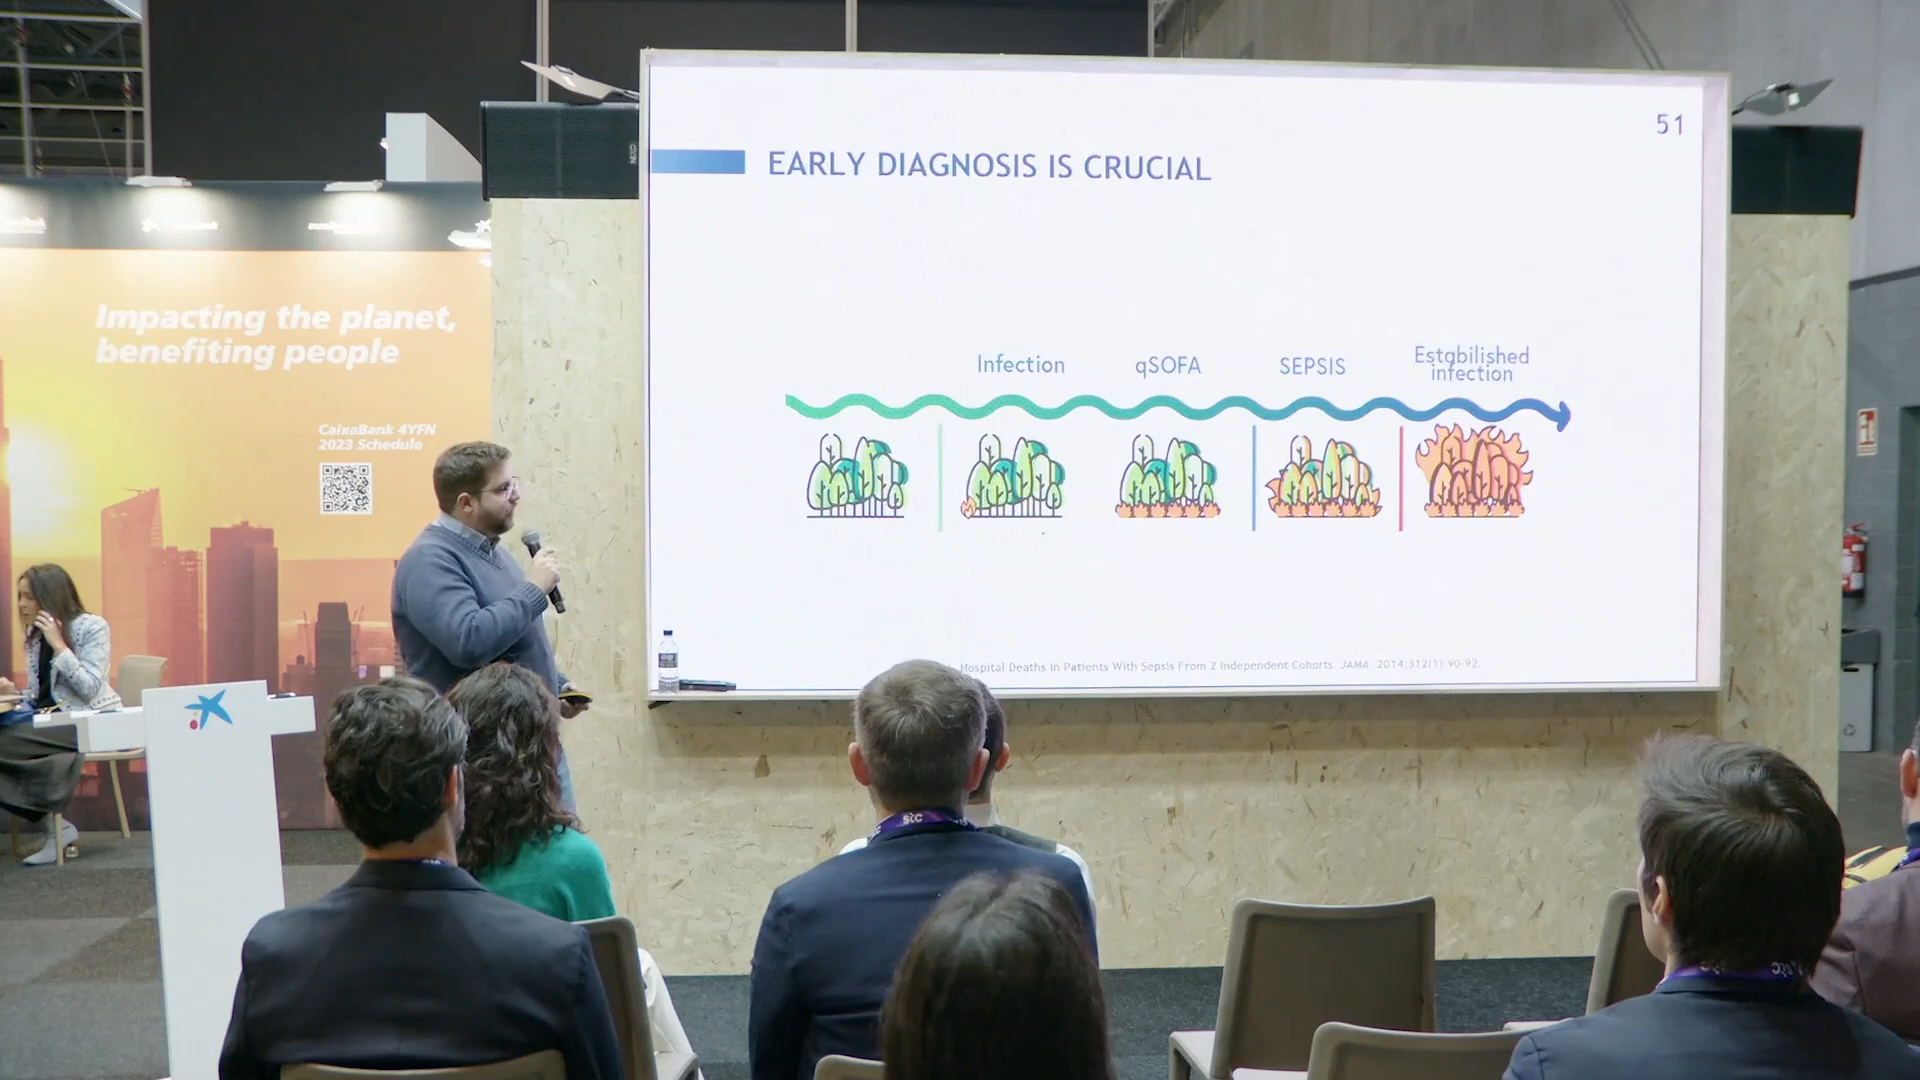 51
EARLY DIAGNOSIS IS CRUCIAL
Infection
qSOFA
SEPSIS
Estabilished
infection
Hospital Deaths in Patients With Sepsis From 2 Independent Cohorts. JAMA. 2014;312(1):90-92.
Impacting the planet,
benefiting people
CaixaBank 4YFN
2023 Schedule
stc